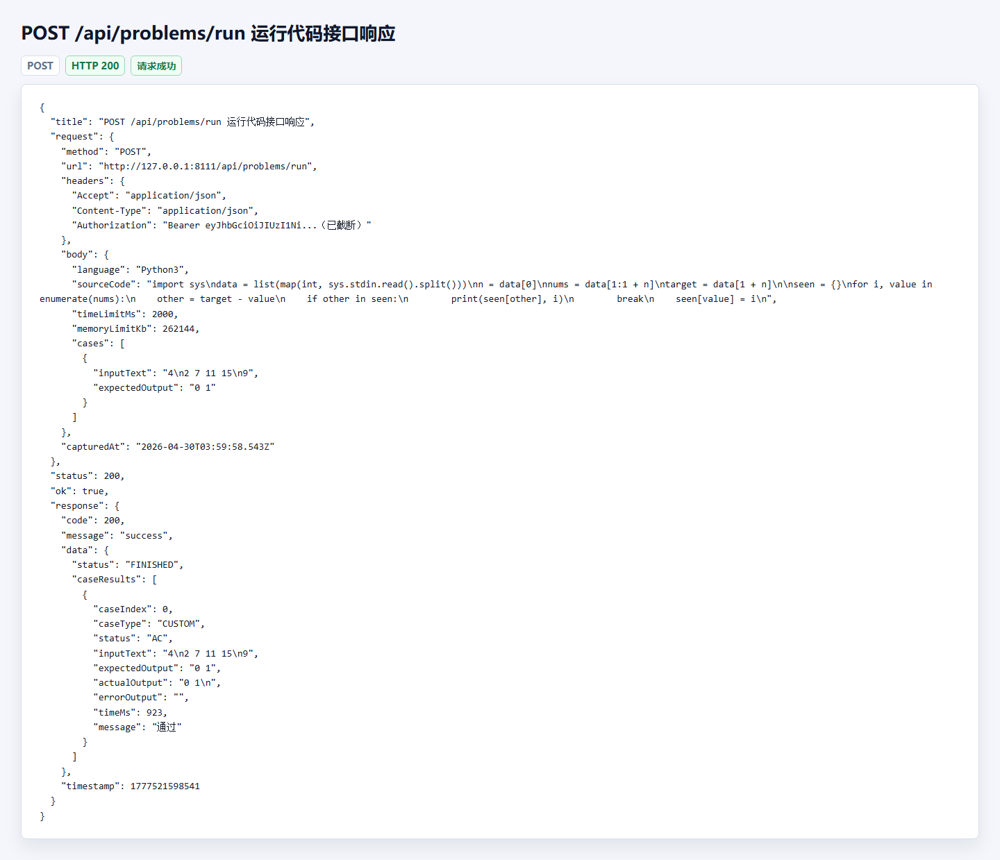 POST /api/problems/run 运行代码接口响应
POST HTTP 200 请求成功
{
  "title": "POST /api/problems/run 运行代码接口响应",
  "request": {
    "method": "POST",
    "url": "http://127.0.0.1:8111/api/problems/run",
    "headers": {
      "Accept": "application/json",
      "Content-Type": "application/json",
      "Authorization": "Bearer eyJhbGciOiJIUzI1Ni...（已截断）"
    },
    "body": {
      "language": "Python3",
      "sourceCode": "import sys\ndata = list(map(int, sys.stdin.read().split()))\nn = data[0]\nnums = data[1:1 + n]\ntarget = data[1 + n]\n\nseen = {}\nfor i, value in
enumerate(nums):\n    other = target - value\n    if other in seen:\n        print(seen[other], i)\n        break\n    seen[value] = i\n",
      "timeLimitMs": 2000,
      "memoryLimitKb": 262144,
      "cases": [
        {
          "inputText": "4\n2 7 11 15\n9",
          "expectedOutput": "0 1"
        }
      ]
    },
    "capturedAt": "2026-04-30T03:59:58.543Z"
  },
  "status": 200,
  "ok": true,
  "response": {
    "code": 200,
    "message": "success",
    "data": {
      "status": "FINISHED",
      "caseResults": [
        {
          "caseIndex": 0,
          "caseType": "CUSTOM",
          "status": "AC",
          "inputText": "4\n2 7 11 15\n9",
          "expectedOutput": "0 1",
          "actualOutput": "0 1\n",
          "errorOutput": "",
          "timeMs": 923,
          "message": "通过"
        }
      ]
    },
    "timestamp": 1777521598541
  }
}